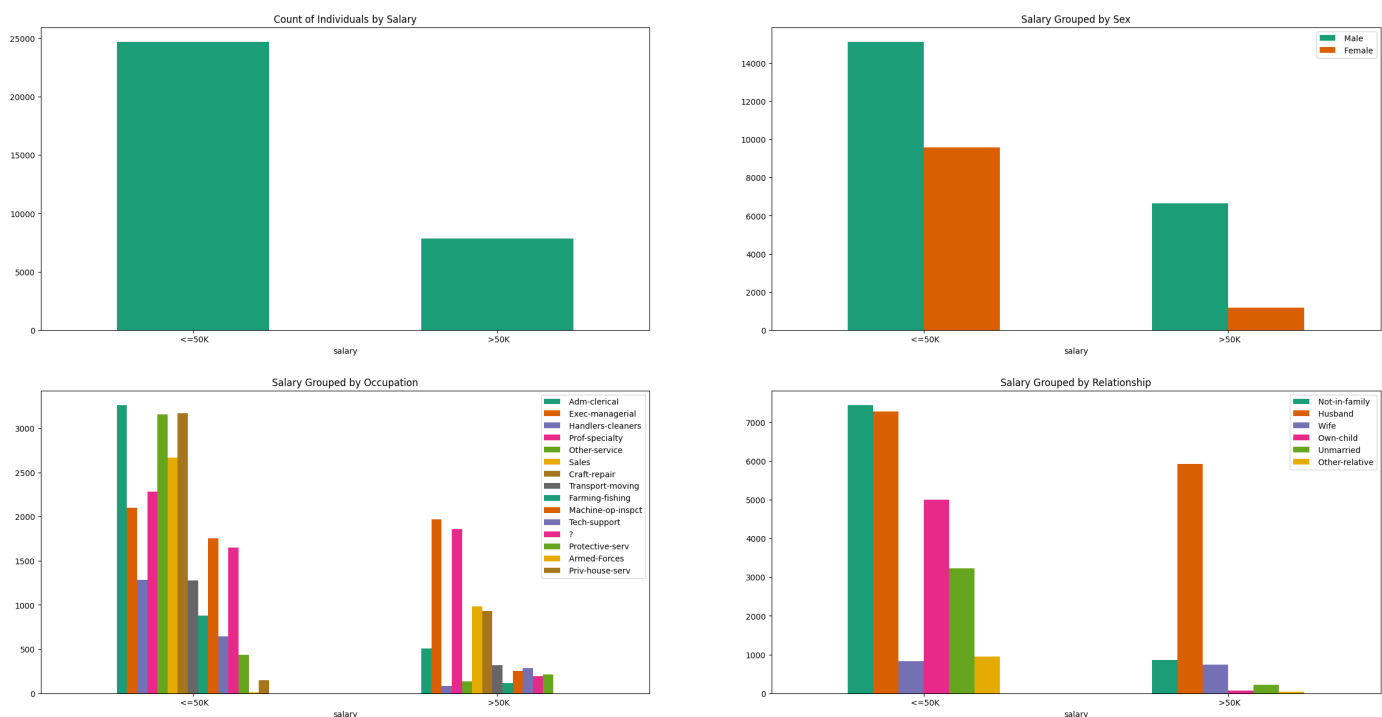 Count of Individuals by Salary
25000
20000
15000
10000
5000
0
<=50K >50K
salary
Salary Grouped by Sex
Male
Female
14000
12000
10000
8000
6000
4000
2000
0
<=50K >50K
salary
Salary Grouped by Occupation
Adm-clerical
Exec-managerial
Handlers-cleaners
Prof-specialty
Other-service
Sales
Craft-repair
Transport-moving
Farming-fishing
Machine-op-inspct
Tech-support
?
Protective-serv
Armed-Forces
Priv-house-serv
3000
2500
2000
1500
1000
500
0
<=50K >50K
salary
Salary Grouped by Relationship
Not-in-family
Husband
Wife
Own-child
Unmarried
Other-relative
7000
6000
5000
4000
3000
2000
1000
0
<=50K >50K
salary